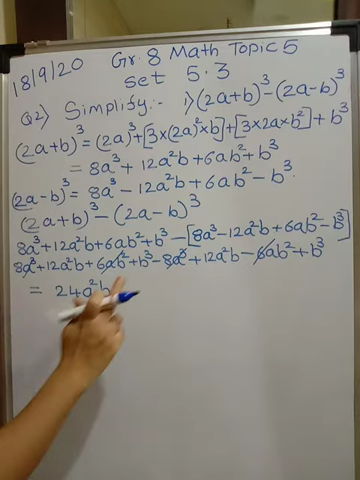 18/9/20 Gr. 8 Math Topic 5
set 5.3
Q2) Simplify:- i) (2a+b)³-(2a-b)³
(2a+b)³ = (2a)³+[3×(2a)²×b]+[3×2a×b²]+b³
= 8a³+12a²b+6ab²+b³
(2a-b)³ = 8a³-12a²b+6ab²-b³
(2a+b)³-(2a-b)³
8a³+12a²b+6ab²+b³-[8a³-12a²b+6ab²-b³]
8a³+12a²b+6ab²+b³-8a³+12a²b-6ab²+b³
= 24a²b